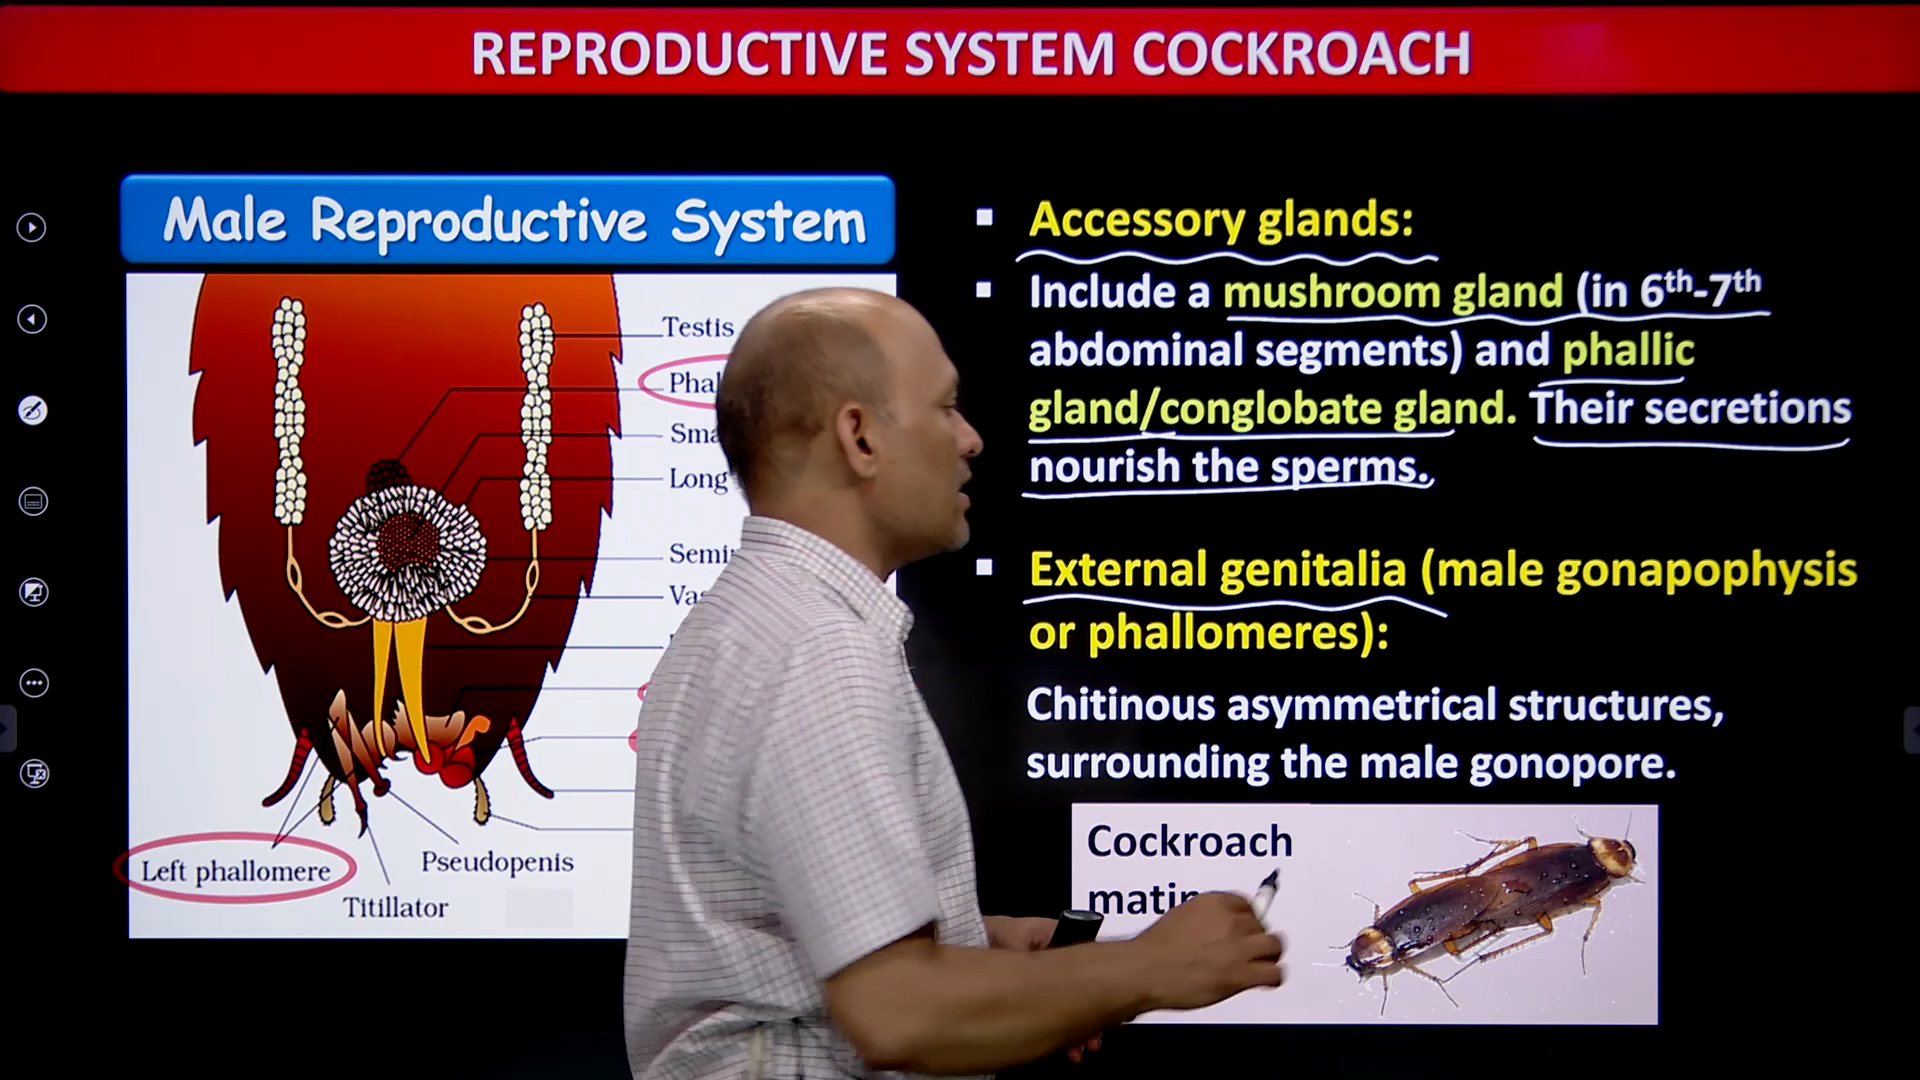 REPRODUCTIVE SYSTEM COCKROACH
Male Reproductive System
Testis
Left phallomere
Titillator
Pseudopenis
Long
Accessory glands:
Include a mushroom gland (in 6th-7th
abdominal segments) and phallic
gland/conglobate gland. Their secretions
nourish the sperms.
External genitalia (male gonapophysis
or phallomeres):
Chitinous asymmetrical structures,
surrounding the male gonopore.
Cockroach